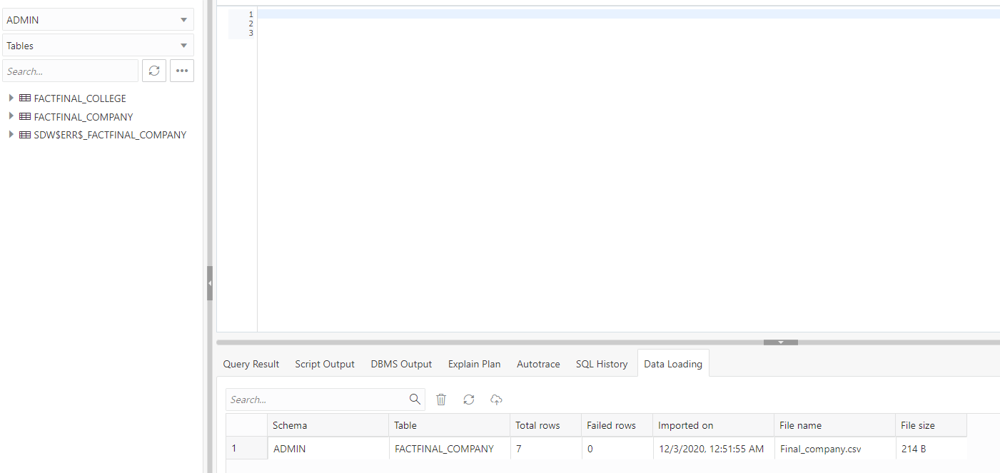 ADMIN
Tables
Search...
FACTFINAL_COLLEGE
FACTFINAL_COMPANY
SDW$ERR$_FACTFINAL_COMPANY
1
2
3
Query Result Script Output DBMS Output Explain Plan Autotrace SQL History Data Loading
Search...
Schema Table Total rows Failed rows Imported on File name File size
1 ADMIN FACTFINAL_COMPANY 7 0 12/3/2020, 12:51:55 AM Final_company.csv 214 B